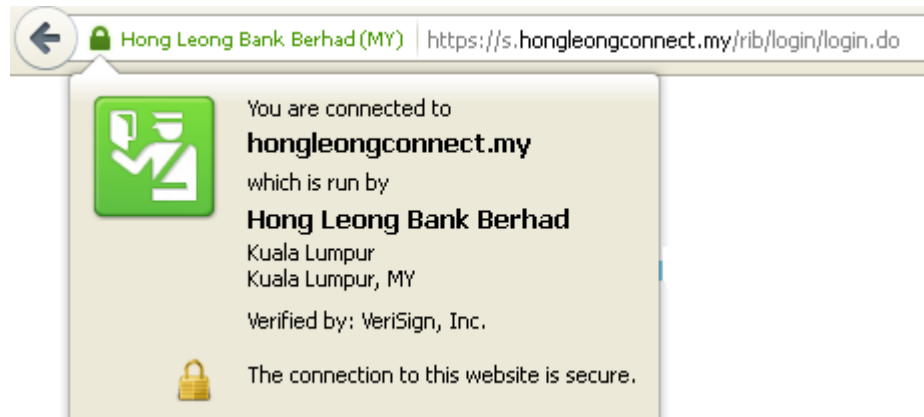 Hong Leong Bank Berhad (MY) https://s.hongleongconnect.my/rib/login/login.do
You are connected to
hongleongconnect.my
which is run by
Hong Leong Bank Berhad
Kuala Lumpur
Kuala Lumpur, MY
Verified by: VeriSign, Inc.
The connection to this website is secure.